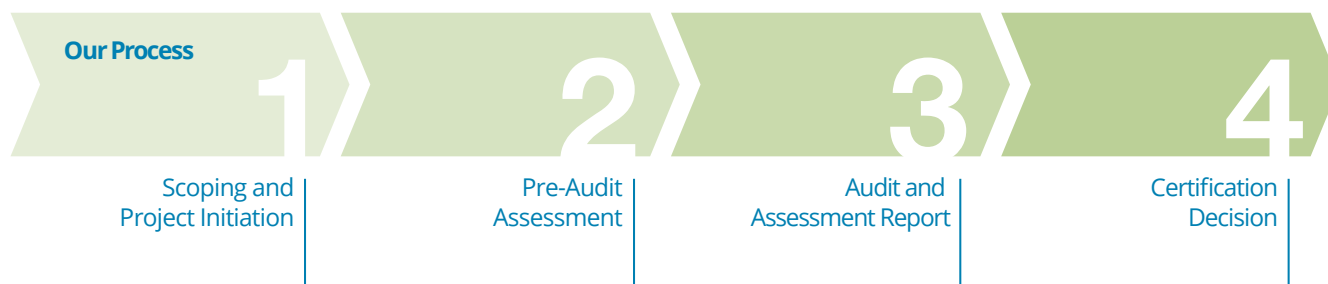 Our Process
1
2
3
4
Scoping and
Project Initiation
Pre-Audit
Assessment
Audit and
Assessment Report
Certification
Decision